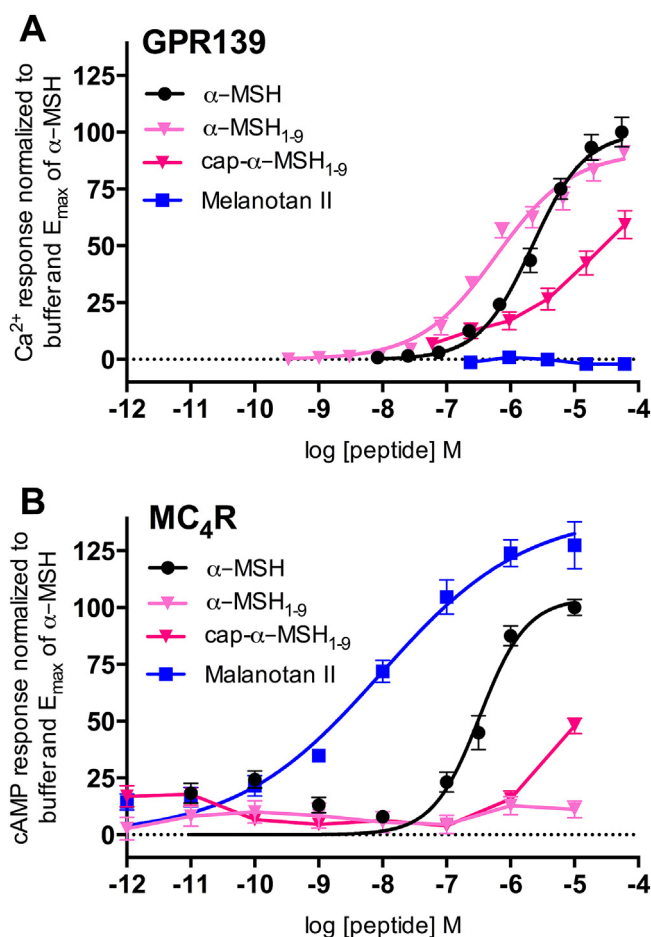 A
GPR139
α–MSH
α–MSH1-9
cap-α–MSH1-9
Melanotan II
Ca2+ response normalized to
buffer and Emax of α–MSH
125
100
75
50
25
0
-12 -11 -10 -9 -8 -7 -6 -5 -4
log [peptide] M
B
MC4R
α–MSH
α–MSH1-9
cap-α–MSH1-9
Malanotan II
cAMP response normalized to
buffer and Emax of α–MSH
125
100
75
50
25
0
-12 -11 -10 -9 -8 -7 -6 -5 -4
log [peptide] M